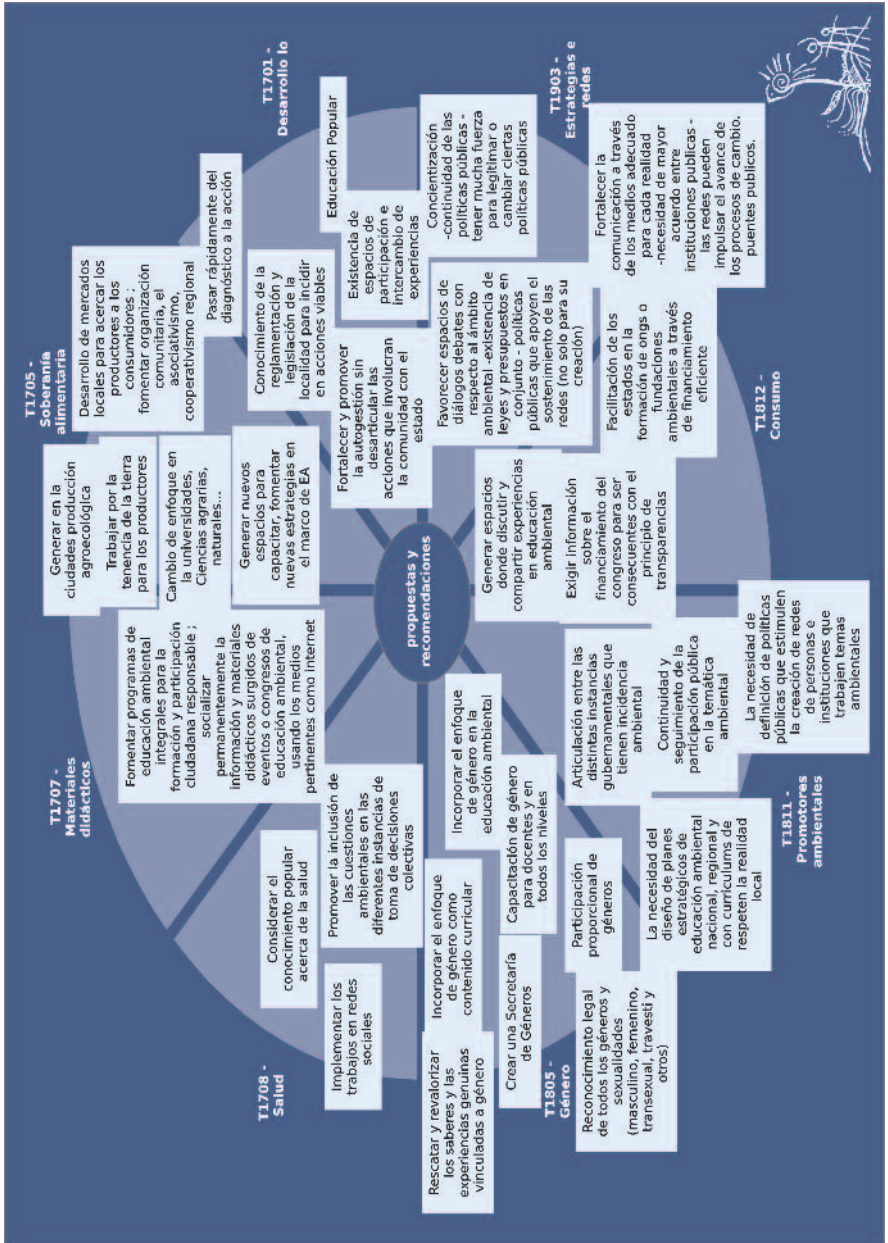 propuestas y
recomendaciones
T1708 -
Salud
Implementar los
trabajos en redes
sociales
Considerar el
conocimiento popular
acerca de la salud
Promover la inclusión de
las cuestiones
ambientales en las
diferentes instancias de
toma de decisiones
colectivas
T1707 -
Materiales
didácticos
Fomentar programas de
educación ambiental
integrales para la
formación y participación
ciudadana responsable ;
socializar
permanentemente la
información y materiales
didácticos surgidos de
eventos o congresos de
educación ambiental,
usando los medios
pertinentes como internet
T1705 -
Soberanía
alimentaria
Generar en la
ciudades producción
agroecológica
Trabajar por la
tenencia de la tierra
para los productores
Cambio de enfoque en
la universidades,
Ciencias agrarias,
naturales...
Generar nuevos
espacios para
capacitar, fomentar
nuevas estrategias en
el marco de EA
Desarrollo de mercados
locales para acercar los
productores a los
consumidores ;
fomentar organización
comunitaria, el
asociativismo,
cooperativismo regional
T1701 -
Desarrollo lo
Pasar rápidamente del
diagnóstico a la acción
Conocimiento de la
reglamentación y
legislación de la
localidad para incidir
en acciones viables
Fortalecer y promover
la autogestión sin
desarticular las
acciones que involucran
la comunidad con el
estado
Educación Popular
Existencia de
espacios de
participación e
intercambio de
experiencias
T1903 -
Estrategias e
redes
Concientización
-continuidad de las
políticas públicas -
tener mucha fuerza
para legitimar o
cambiar ciertas
políticas públicas
Favorecer espacios de
diálogos debates con
respecto al ámbito
ambiental -existencia de
leyes y presupuestos en
conjunto - políticas
públicas que apoyen el
sostenimiento de las
redes (no solo para su
creación)
Fortalecer la
comunicación a través
de los medios adecuado
para cada realidad
-necesidad de mayor
acuerdo entre
instituciones publicas -
las redes pueden
impulsar el avance de
los procesos de cambio.
puentes publicos.
T1812 -
Consumo
Generar espacios
donde discutir y
compartir experiencias
en educación
ambiental
Exigir información
sobre el
financiamiento del
congreso para ser
consecuentes con el
principio de
transparencias
Facilitación de los
estados en la
formación de ongs o
fundaciones
ambientales a través
de financiamiento
eficiente
T1811 -
Promotores
ambientales
Articulación entre las
distintas instancias
gubernamentales que
tienen incidencia
ambiental
Continuidad y
seguimiento de la
participación pública
en la temática
ambiental
La necesidad de
definición de políticas
públicas que estimulen
la creación de redes
de personas e
instituciones que
trabajen temas
ambientales
La necesidad del
diseño de planes
estratégicos de
educación ambiental
nacional, regional y
con currículums de
respeten la realidad
local
T1805 -
Género
Rescatar y revalorizar
los saberes y las
experiencias genuinas
vinculadas a género
Incorporar el enfoque
de género como
contenido curricular
Incorporar el enfoque
de género en la
educación ambiental
Crear una Secretaría
de Géneros
Capacitación de género
para docentes y en
todos los niveles
Participación
proporcional de
géneros
Reconocimiento legal
de todos los géneros y
sexualidades
(masculino, femenino,
transexual, travesti y
otros)